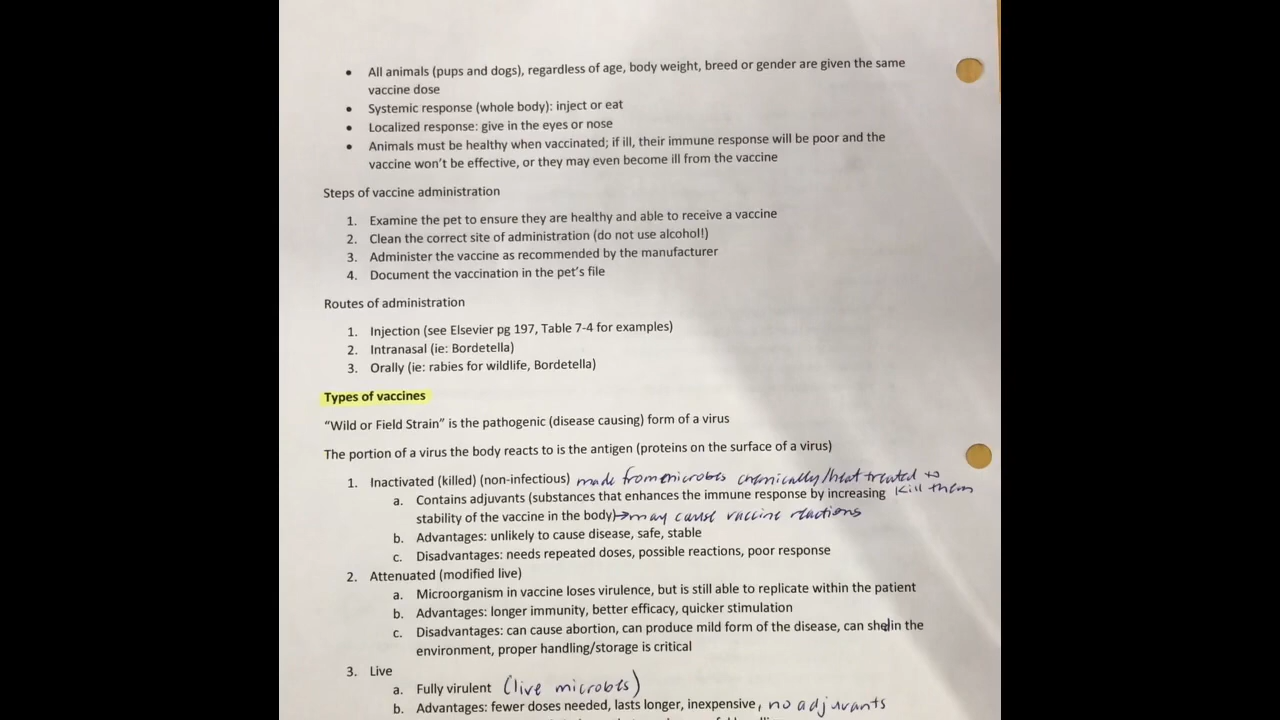 • All animals (pups and dogs), regardless of age, body weight, breed or gender are given the same
vaccine dose
• Systemic response (whole body): inject or eat
• Localized response: give in the eyes or nose
• Animals must be healthy when vaccinated; if ill, their immune response will be poor and the
vaccine won't be effective, or they may even become ill from the vaccine
Steps of vaccine administration
1. Examine the pet to ensure they are healthy and able to receive a vaccine
2. Clean the correct site of administration (do not use alcohol!)
3. Administer the vaccine as recommended by the manufacturer
4. Document the vaccination in the pet's file
Routes of administration
1. Injection (see Elsevier pg 197, Table 7-4 for examples)
2. Intranasal (ie: Bordetella)
3. Orally (ie: rabies for wildlife, Bordetella)
Types of vaccines
"Wild or Field Strain" is the pathogenic (disease causing) form of a virus
The portion of a virus the body reacts to is the antigen (proteins on the surface of a virus)
1. Inactivated (killed) (non-infectious) made from microbes chemically/heat treated to
kill them
a. Contains adjuvants (substances that enhances the immune response by increasing
stability of the vaccine in the body) → may cause vaccine reactions
b. Advantages: unlikely to cause disease, safe, stable
c. Disadvantages: needs repeated doses, possible reactions, poor response
2. Attenuated (modified live)
a. Microorganism in vaccine loses virulence, but is still able to replicate within the patient
b. Advantages: longer immunity, better efficacy, quicker stimulation
c. Disadvantages: can cause abortion, can produce mild form of the disease, can shed in the
environment, proper handling/storage is critical
3. Live
a. Fully virulent (live microbes)
b. Advantages: fewer doses needed, lasts longer, inexpensive, no adjuvants